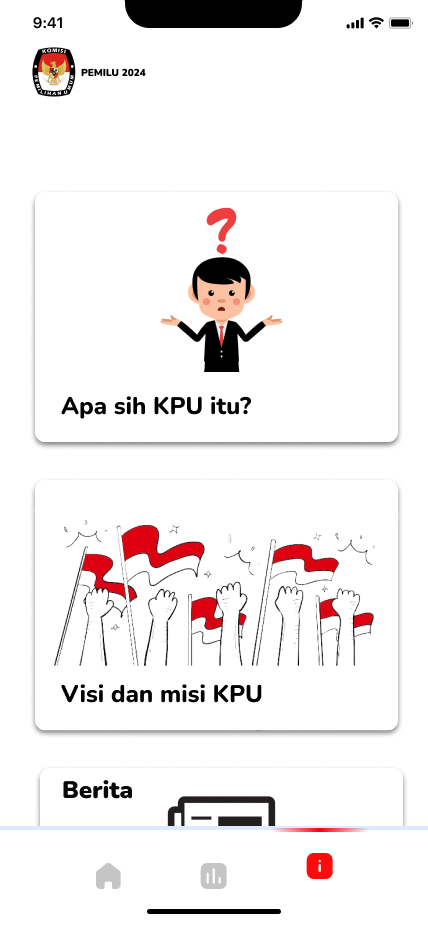 9:41
KOMISI
PEMILIHAN UMUM
PEMILU 2024
?
Apa sih KPU itu?
Visi dan misi KPU
Berita